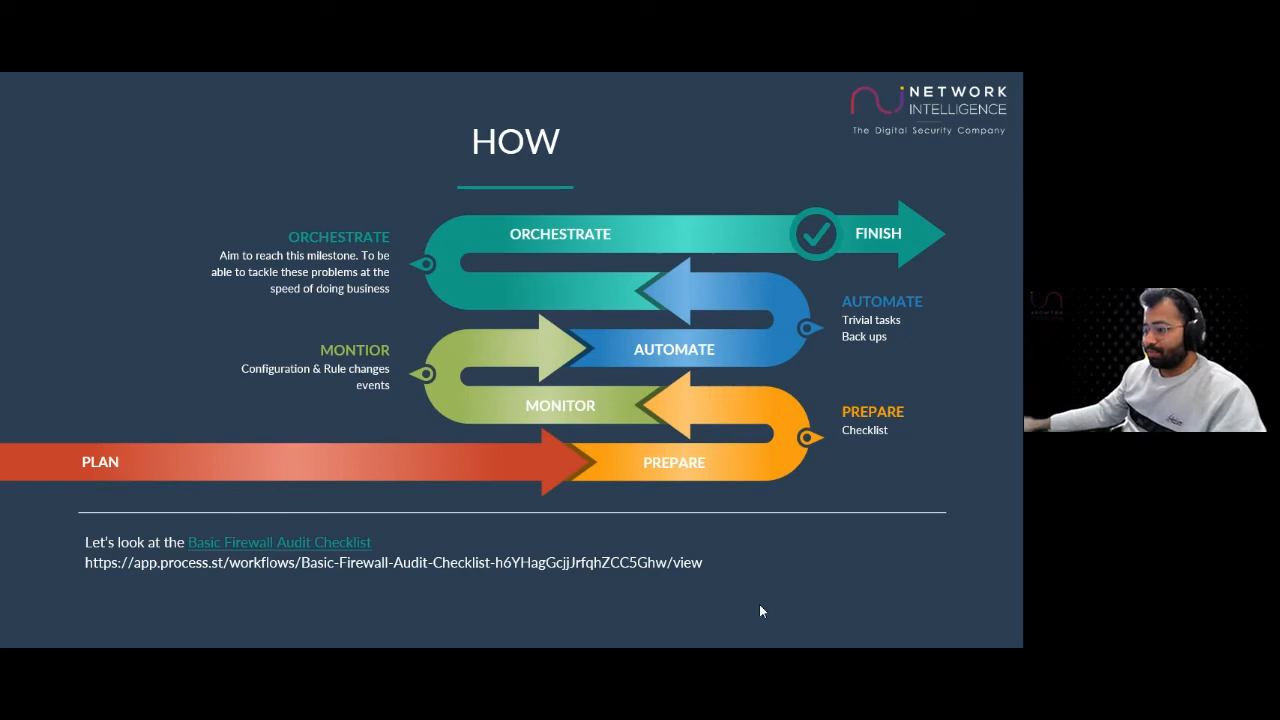 NETWORK
INTELLIGENCE
The Digital Security Company
HOW
ORCHESTRATE
Aim to reach this milestone. To be
able to tackle these problems at the
speed of doing business
ORCHESTRATE
FINISH
AUTOMATE
Trivial tasks
Back ups
MONTIOR
Configuration & Rule changes
events
AUTOMATE
MONITOR
PREPARE
Checklist
PLAN
PREPARE
Let's look at the Basic Firewall Audit Checklist
https://app.process.st/workflows/Basic-Firewall-Audit-Checklist-h6YHagGcjjJrfqhZCC5Ghw/view